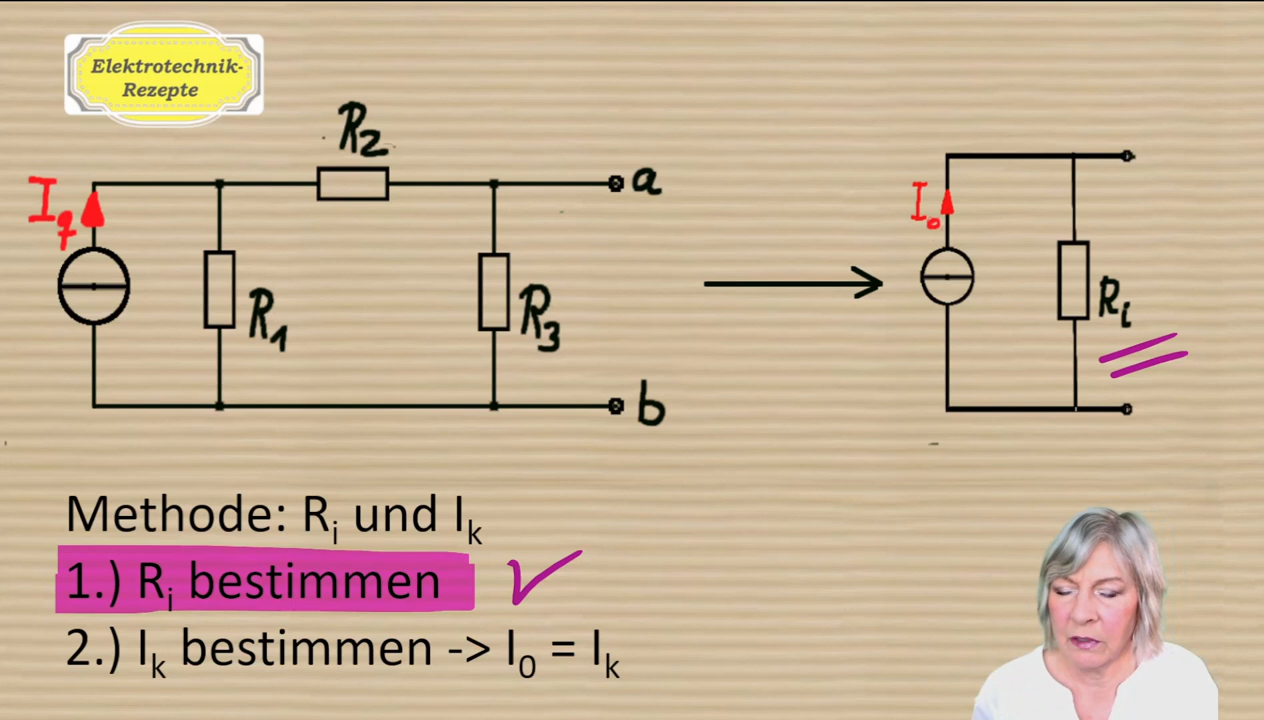 Elektrotechnik-
Rezepte
R2
Iq
a
R1
R3
b
I0
Ri
Methode: Ri und Ik
1.) Ri bestimmen
2.) Ik bestimmen -> I0 = Ik